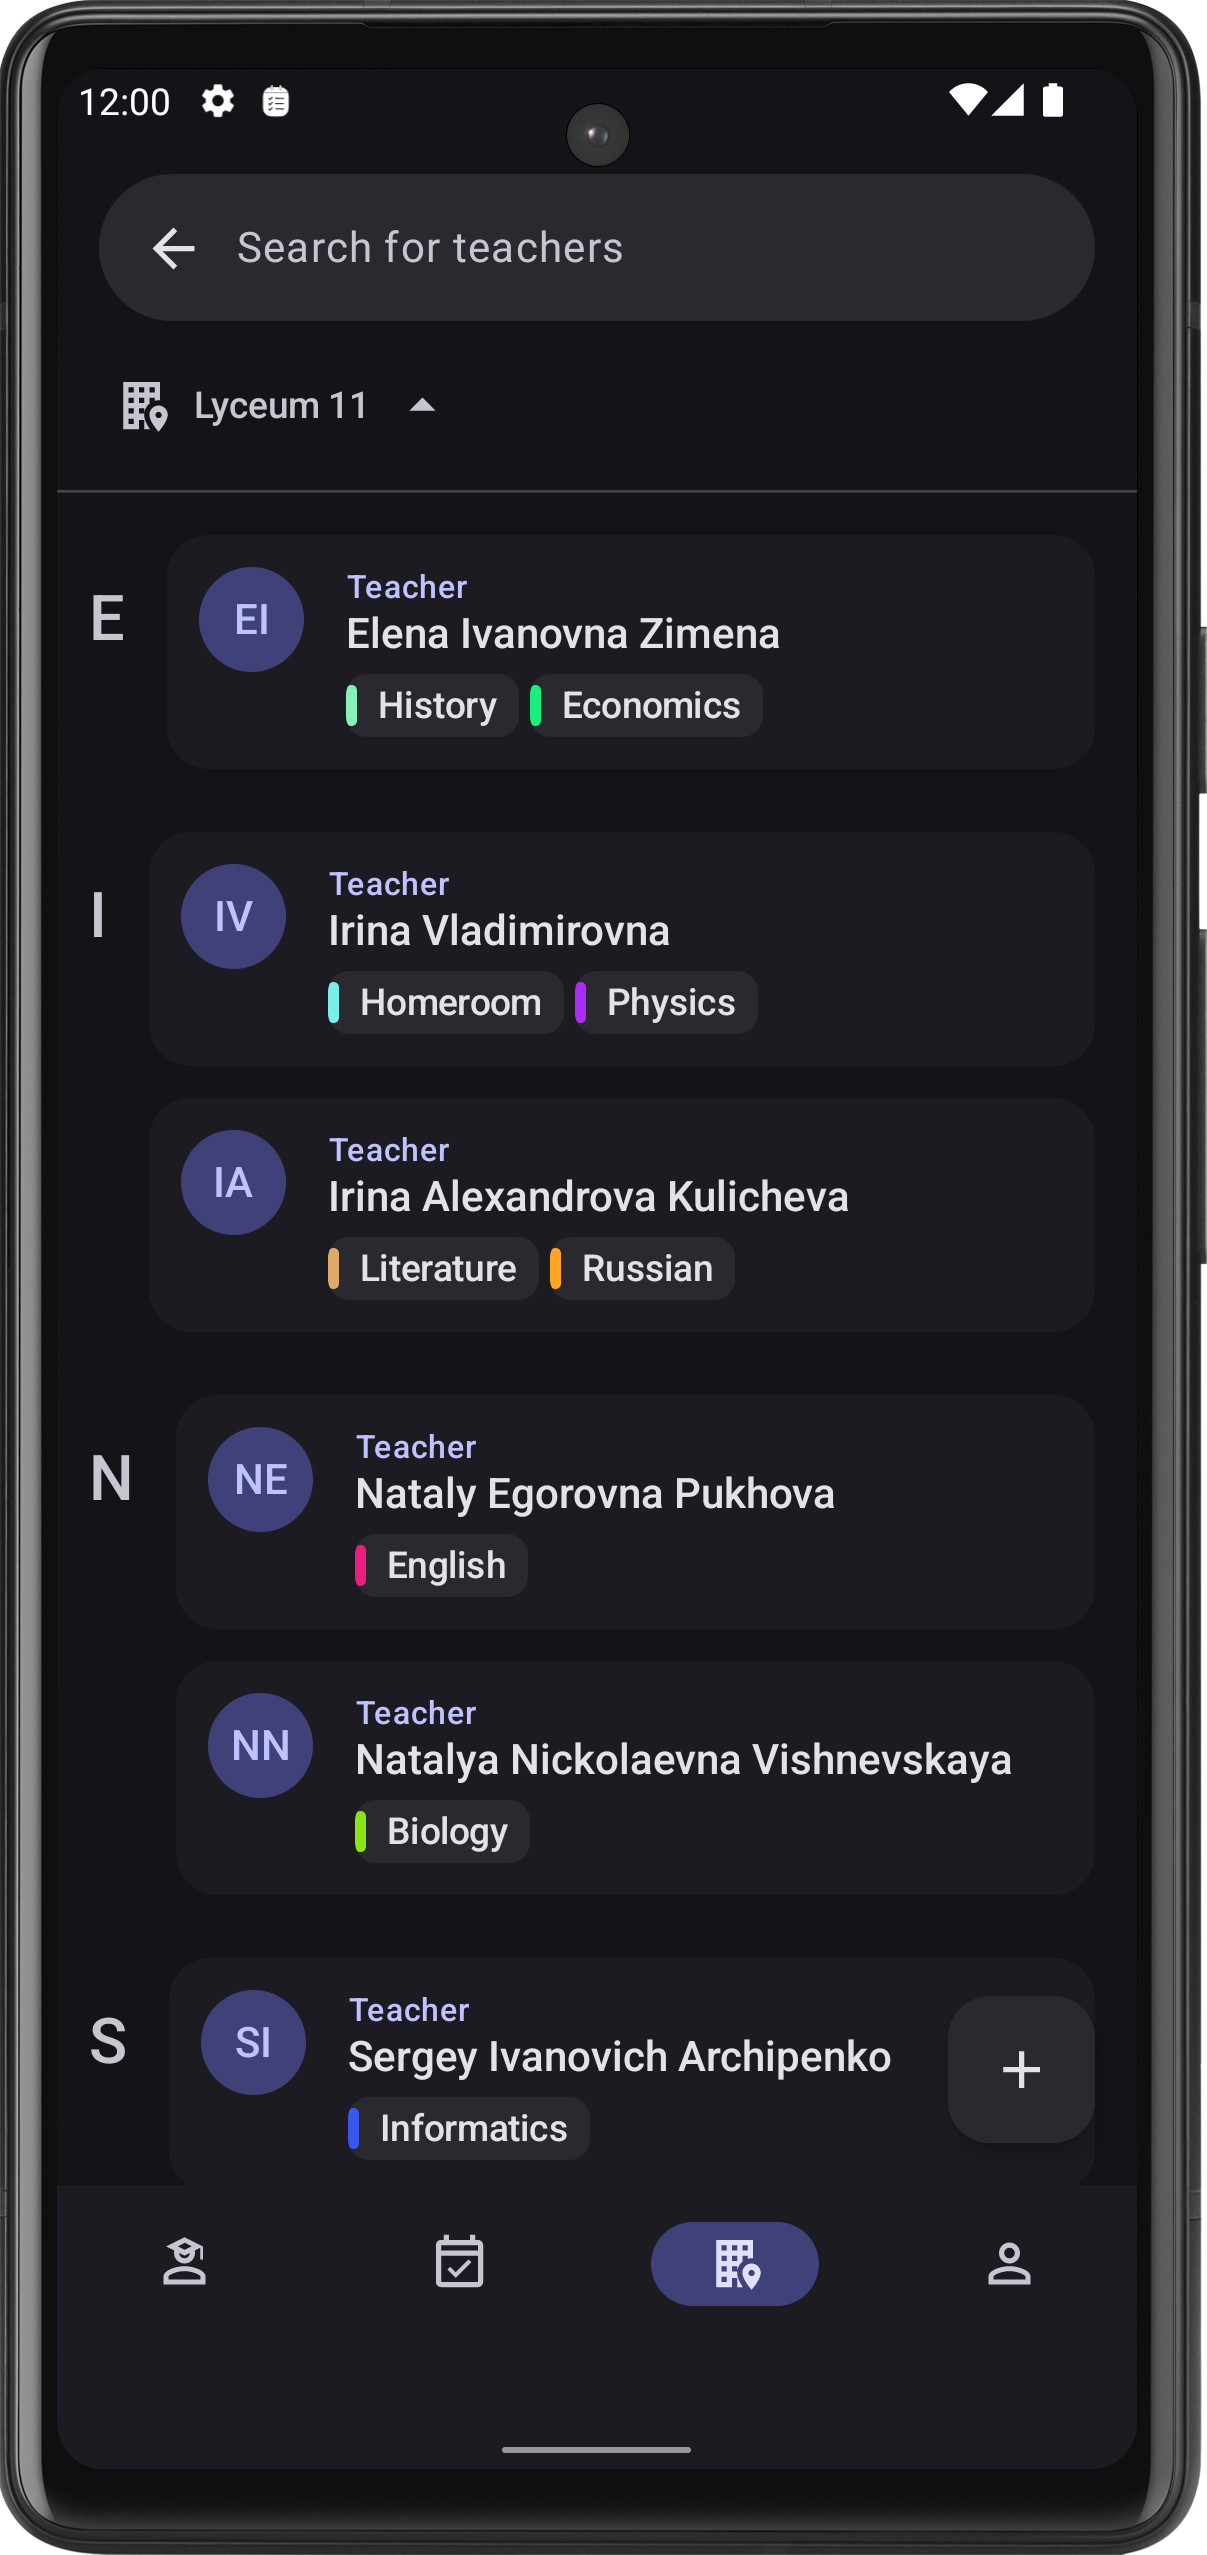 12:00
Search for teachers
Lyceum 11
E
EI
Teacher
Elena Ivanovna Zimena
History Economics
I
IV
Teacher
Irina Vladimirovna
Homeroom Physics
IA
Teacher
Irina Alexandrova Kulicheva
Literature Russian
N
NE
Teacher
Nataly Egorovna Pukhova
English
NN
Teacher
Natalya Nickolaevna Vishnevskaya
Biology
S
SI
Teacher
Sergey Ivanovich Archipenko
Informatics